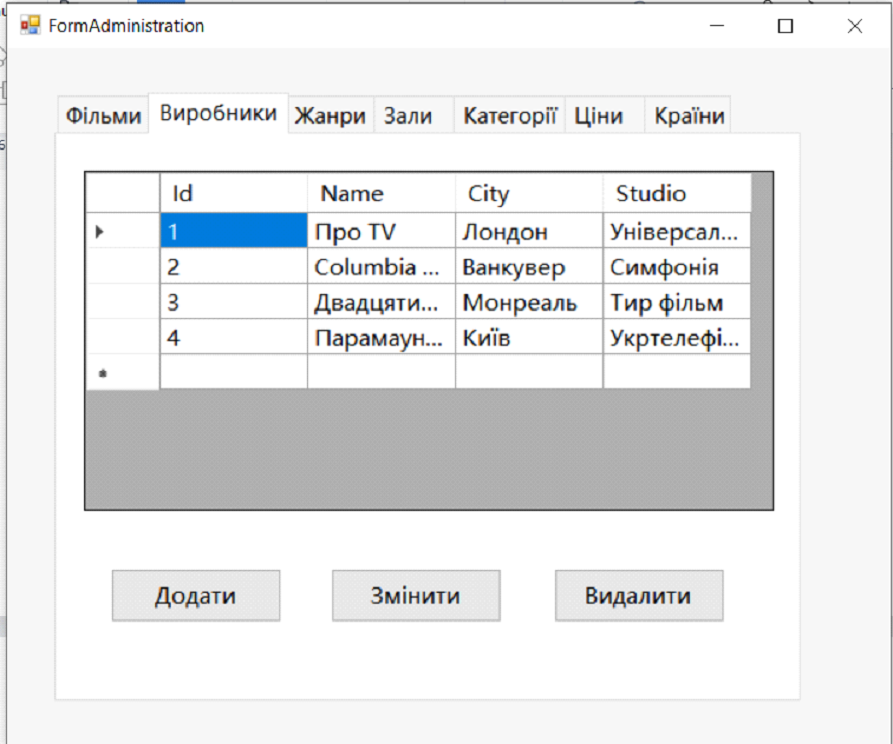 FormAdministration
Фільми Виробники Жанри Зали Категорії Ціни Країни
Id Name City Studio
1 Про TV Лондон Універсал...
2 Columbia ... Ванкувер Симфонія
3 Двадцяти... Монреаль Тир фільм
4 Парамаун... Київ Укртелефі...
Додати Змінити Видалити